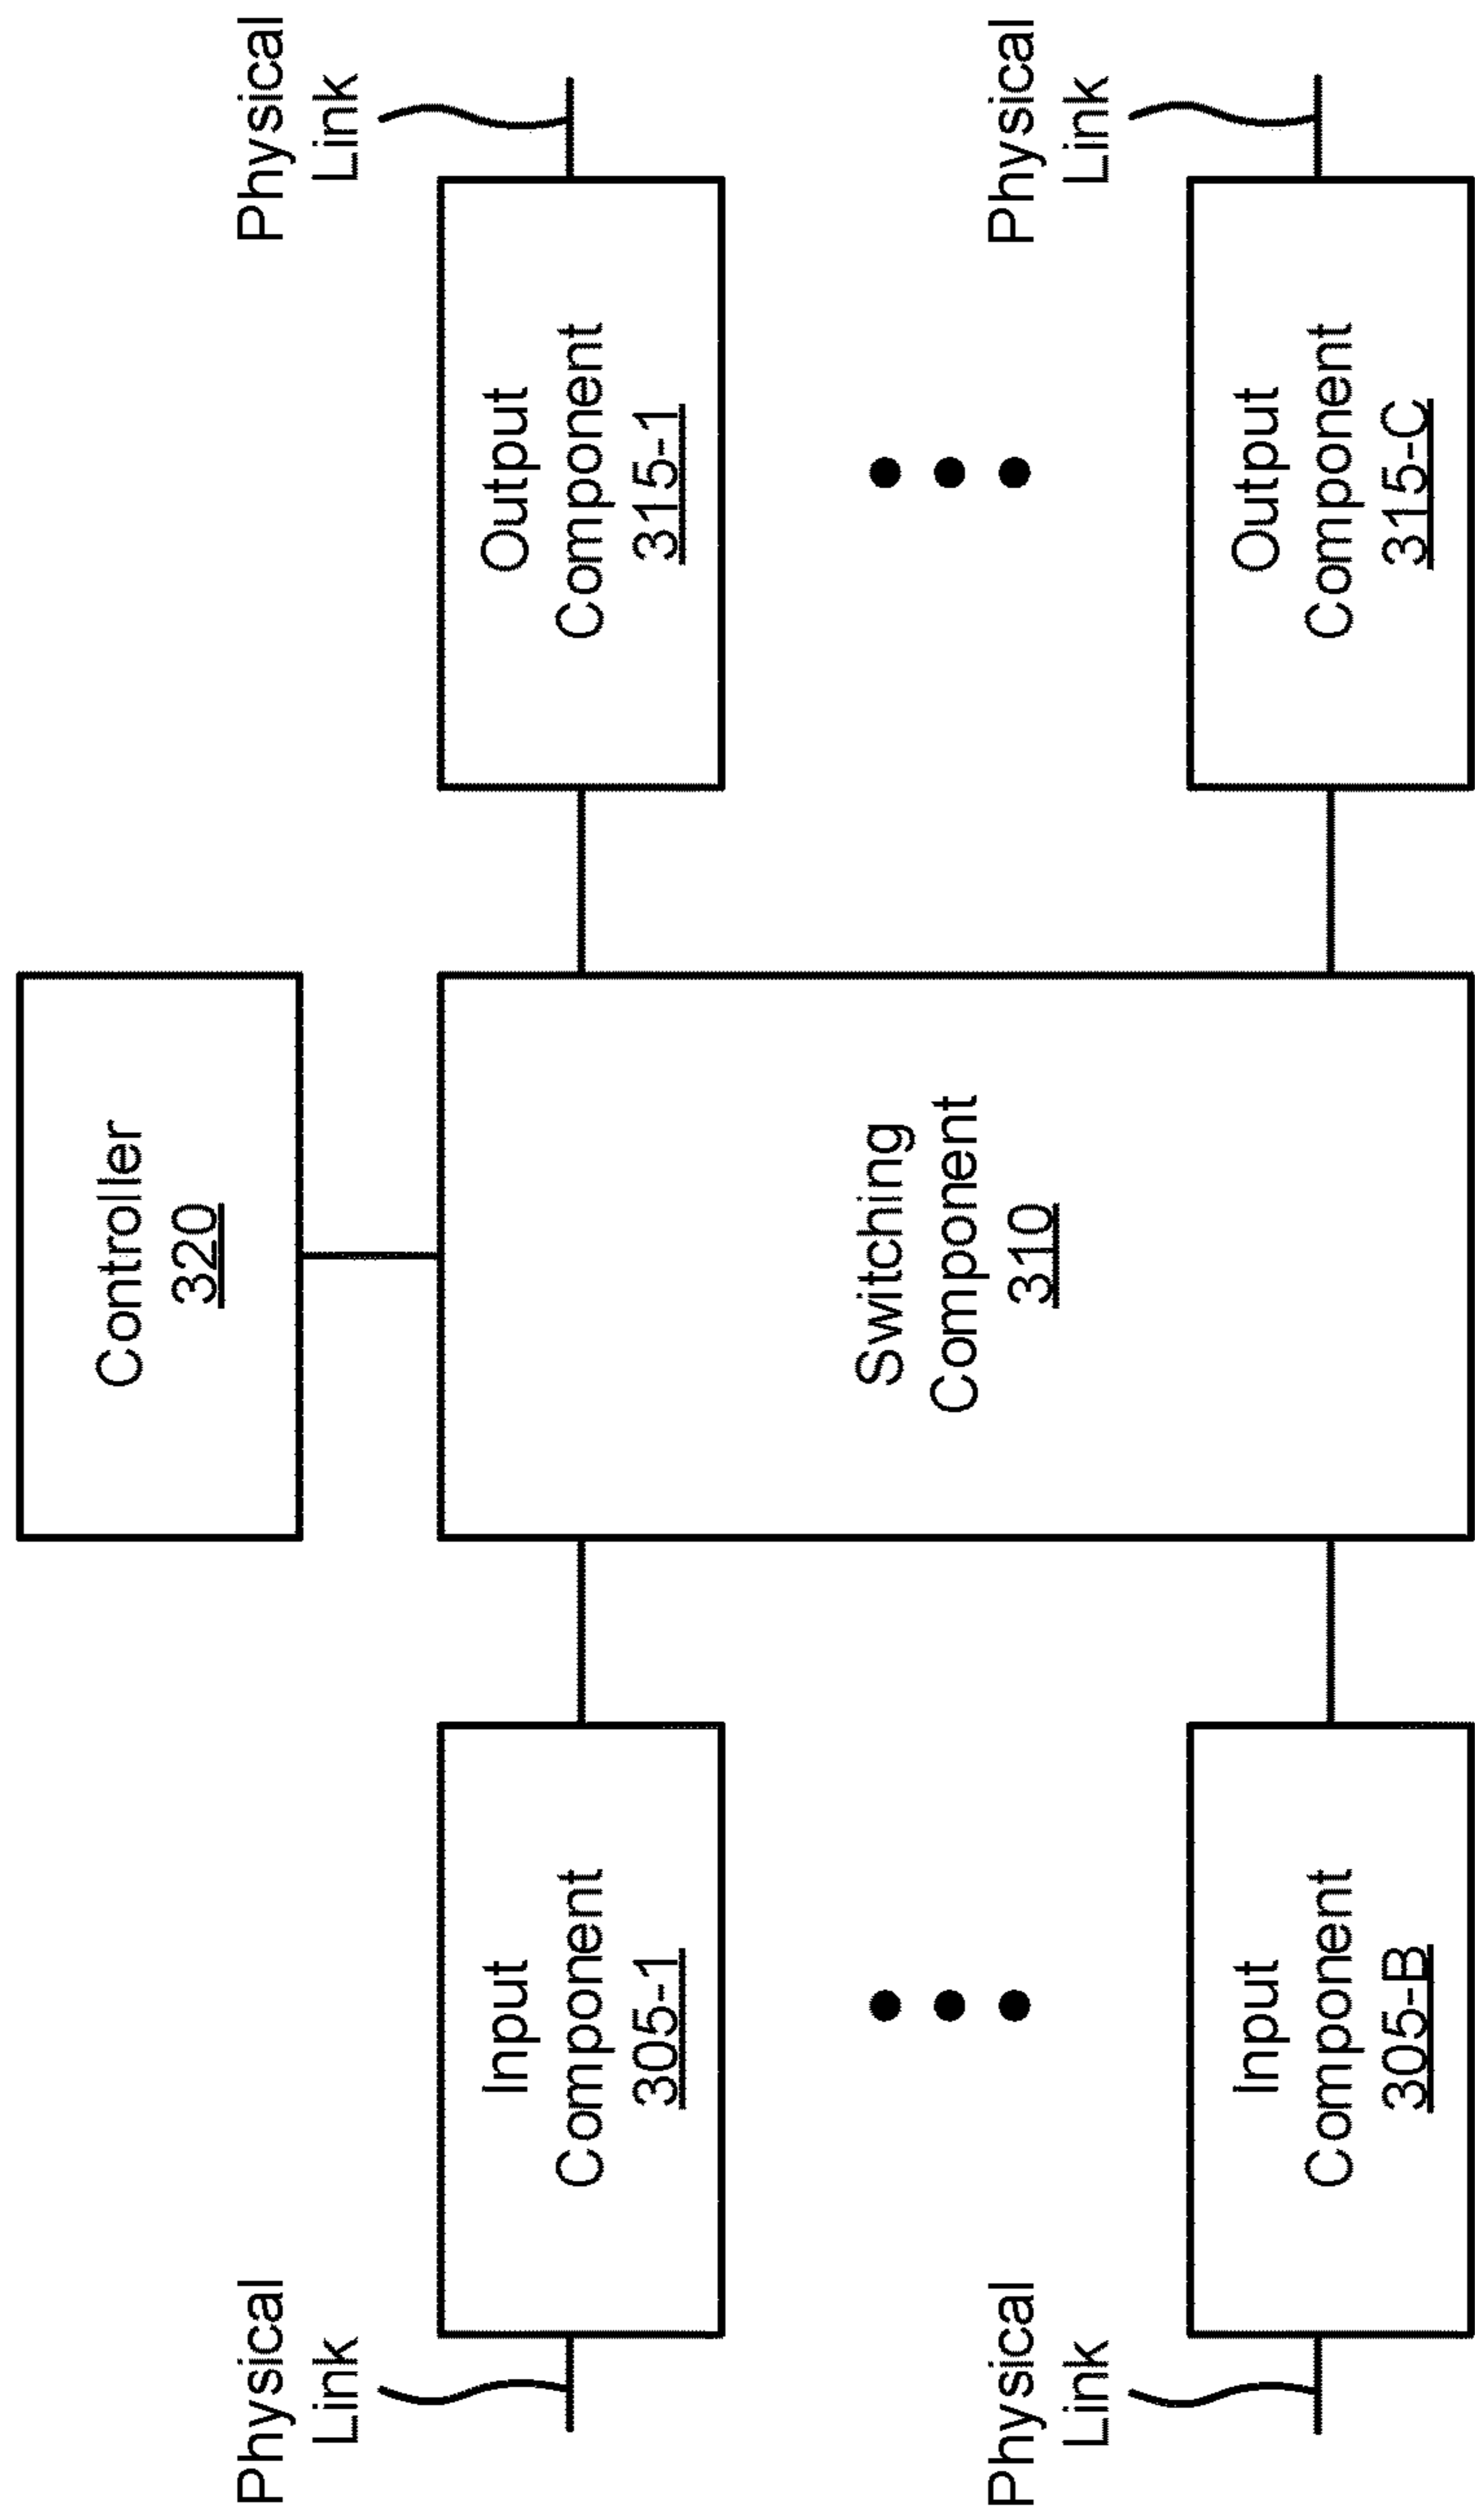 Controller
320
Physical
Link
Input
Component
305-1
Switching
Component
310
Output
Component
315-1
Physical
Link
Physical
Link
Input
Component
305-B
Output
Component
315-C
Physical
Link